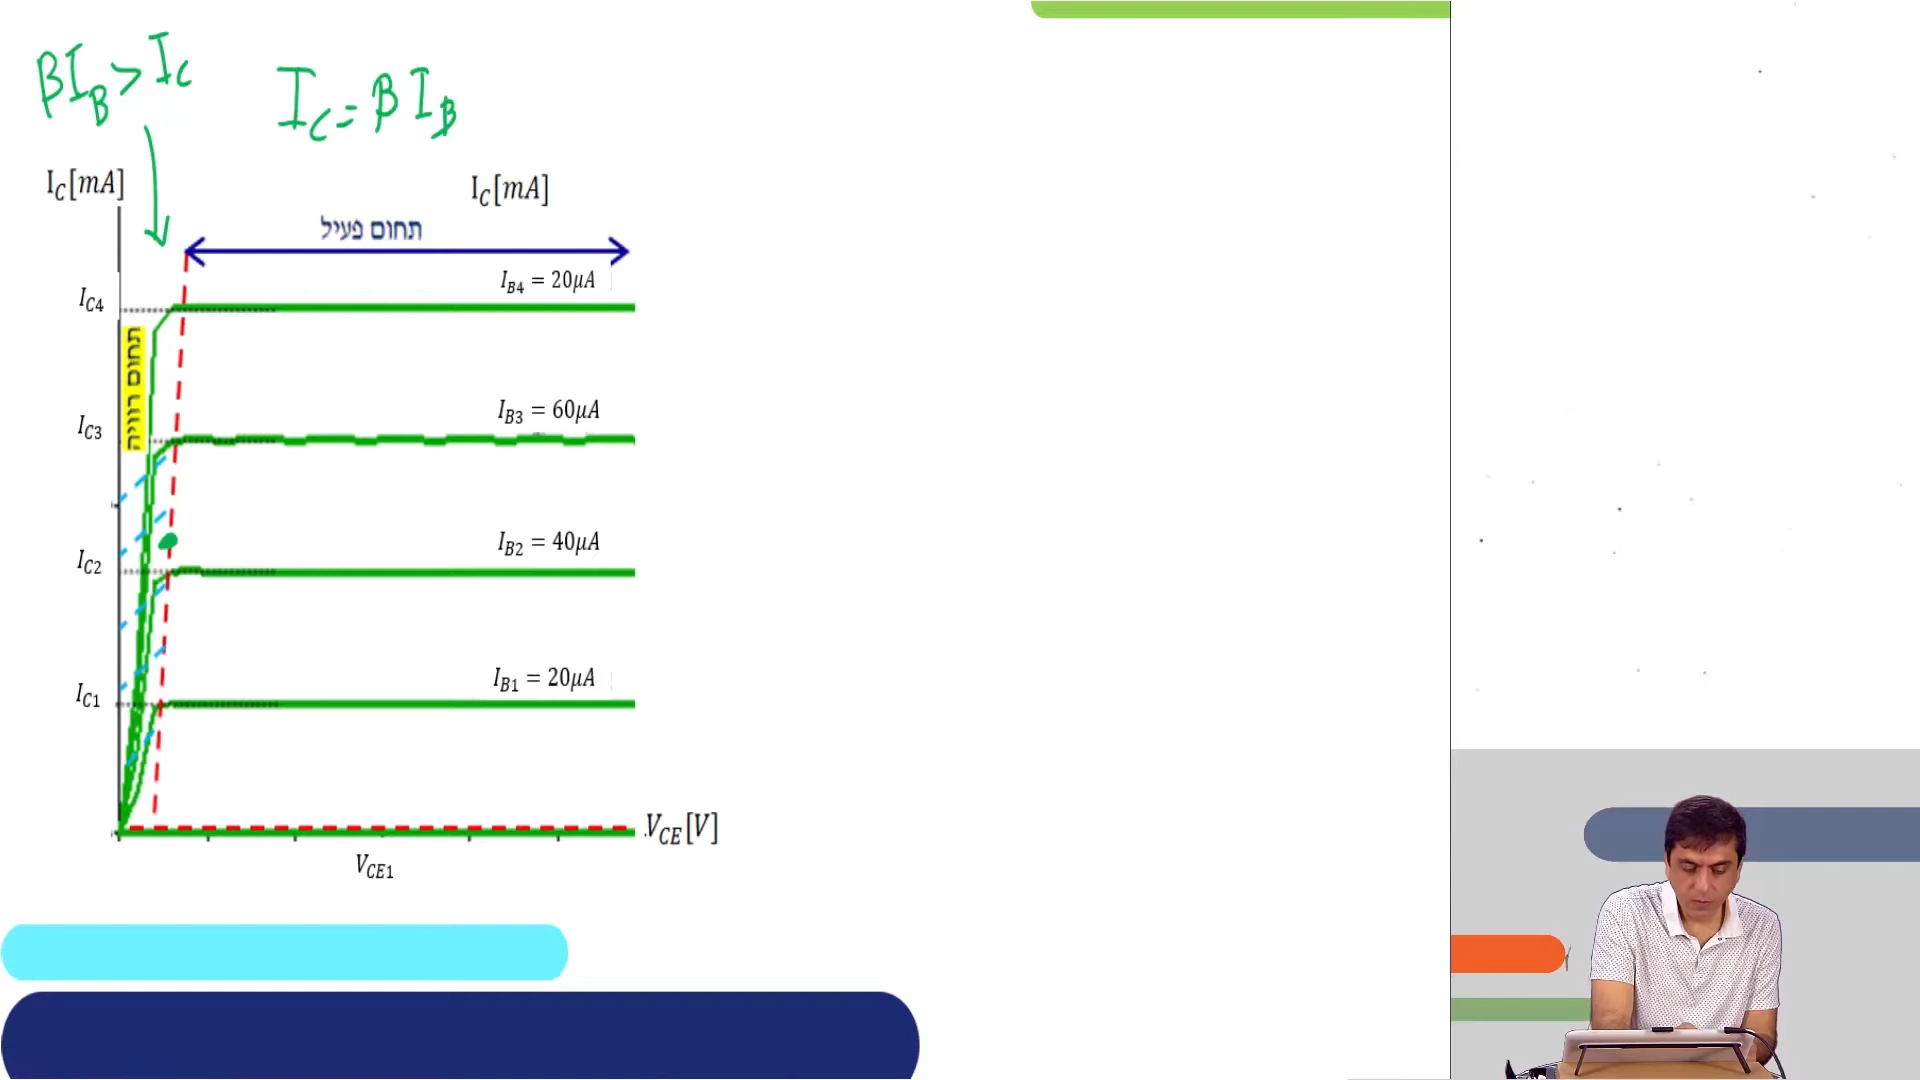 βI_B > I_C
I_C = β I_B
I_C[mA]
I_C[mA]
תחום פעיל
I_B4 = 20μA
I_C4
תחום רוויה
I_B3 = 60μA
I_C3
I_B2 = 40μA
I_C2
I_B1 = 20μA
I_C1
V_CE[V]
V_CE1